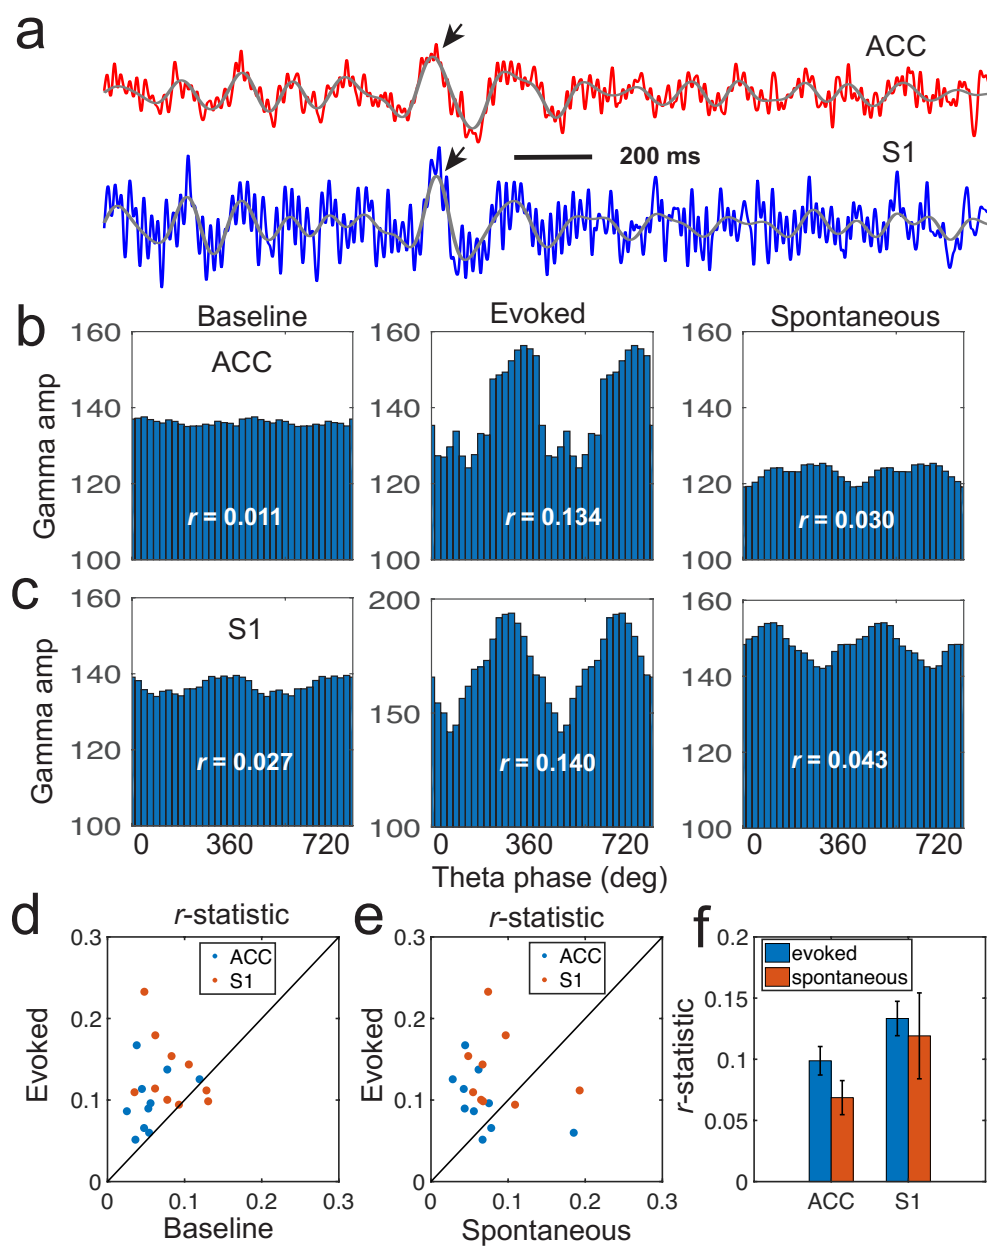 a
ACC
200 ms
S1
b
Baseline
Evoked
Spontaneous
Gamma amp
160
140
120
100
ACC
r = 0.011
r = 0.134
160
140
120
100
r = 0.030
c
Gamma amp
160
140
120
100
S1
r = 0.027
200
150
100
r = 0.140
160
140
120
100
r = 0.043
0 360 720
0 360 720
0 360 720
Theta phase (deg)
d
r-statistic
Evoked
0.3
0.2
0.1
0
ACC
S1
0 0.1 0.2 0.3
Baseline
e
r-statistic
Evoked
0.3
0.2
0.1
0
ACC
S1
0 0.1 0.2 0.3
Spontaneous
f
r-statistic
0.2
0.15
0.1
0.05
0
evoked
spontaneous
ACC S1